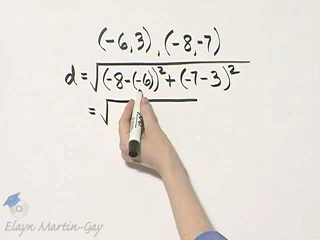 (-6,3), (-8,-7)
d = √(-8-(-6))² + (-7-3)²
= √
Elayn Martin-Gay